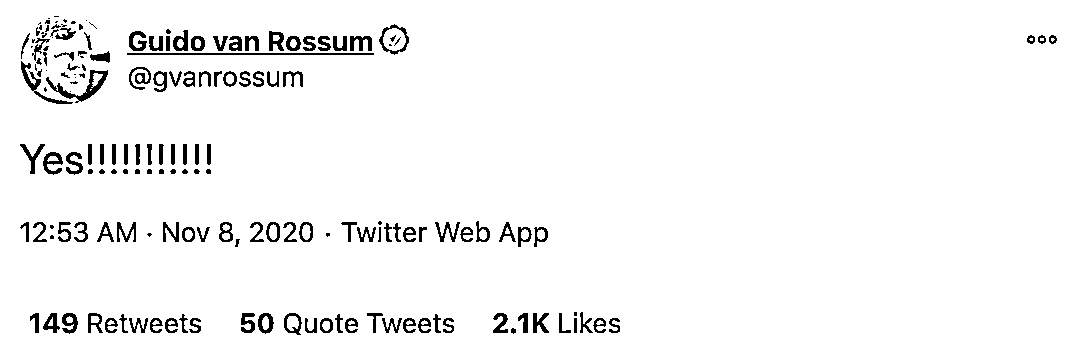 Guido van Rossum
@gvanrossum
Yes!!!!!!!!!!!
12:53 AM · Nov 8, 2020 · Twitter Web App
149 Retweets 50 Quote Tweets 2.1K Likes